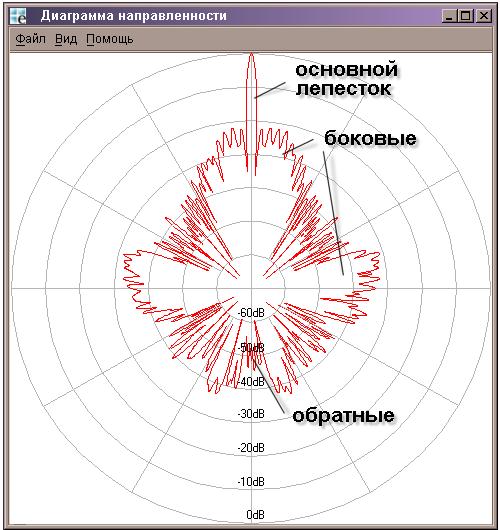 Диаграмма направленности
Файл Вид Помощь
основной
лепесток
боковые
-60dB
-50dB
-40dB
обратные
-30dB
-20dB
-10dB
0dB